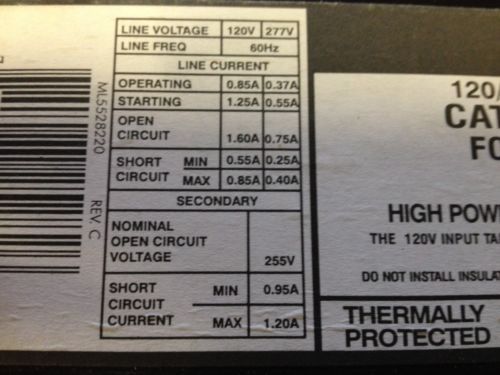 LINE VOLTAGE 120V 277V
LINE FREQ 60Hz
LINE CURRENT
OPERATING 0.85A 0.37A
STARTING 1.25A 0.55A
OPEN
CIRCUIT 1.60A 0.75A
SHORT MIN 0.55A 0.25A
CIRCUIT MAX 0.85A 0.40A
SECONDARY
NOMINAL
OPEN CIRCUIT
VOLTAGE 255V
SHORT MIN 0.95A
CIRCUIT
CURRENT MAX 1.20A
ML5528220 REV. C
120/
CAT
FO
HIGH POW
THE 120V INPUT TA
DO NOT INSTALL INSULA
THERMALLY
PROTECTED